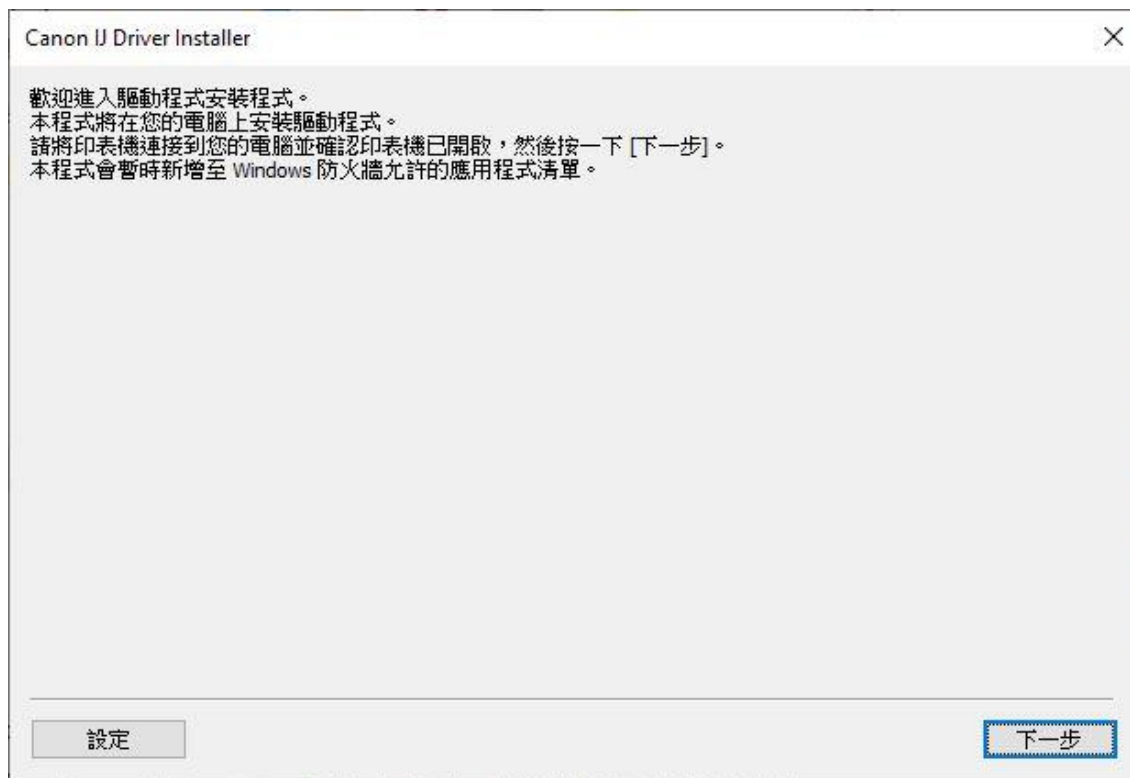 Canon IJ Driver Installer
歡迎進入驅動程式安裝程式。
本程式將在您的電腦上安裝驅動程式。
請將印表機連接到您的電腦並確認印表機已開啟，然後按一下 [下一步]。
本程式會暫時新增至 Windows 防火牆允許的應用程式清單。
設定
下一步